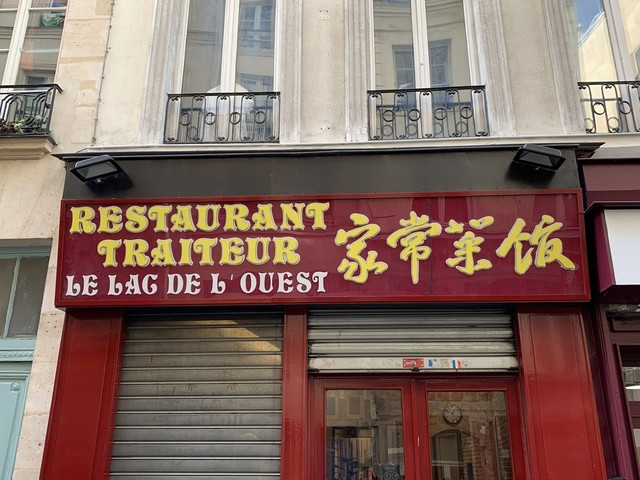 RESTAURANT
TRAITEUR
LE LAC DE L'OUEST
家常菜饭